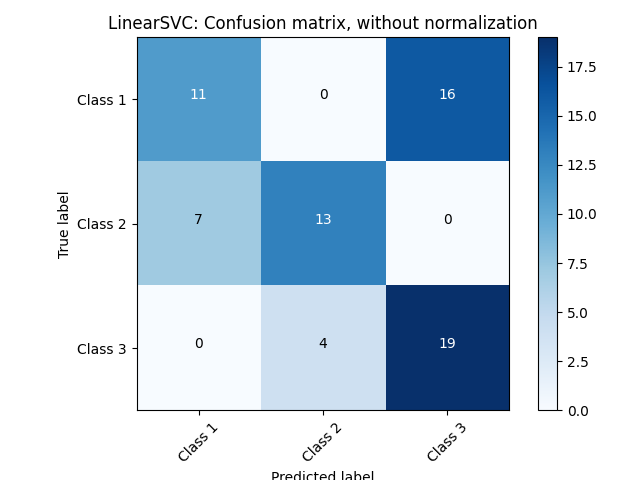 LinearSVC: Confusion matrix, without normalization
True label
Class 1
11 0 16
Class 2
7 13 0
Class 3
0 4 19
Class 1 Class 2 Class 3
Predicted label
17.5
15.0
12.5
10.0
7.5
5.0
2.5
0.0